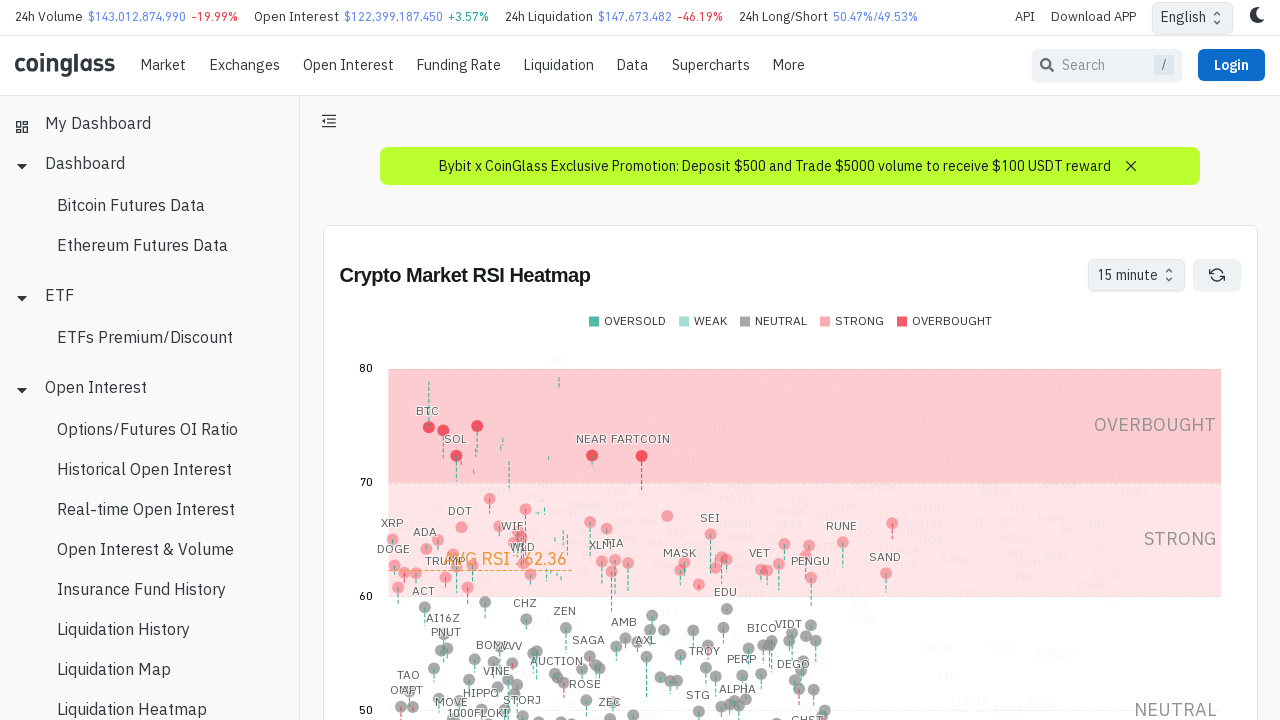 24h Volume $143,012,874,990 -19.99% Open Interest $122,399,187,450 +3.57% 24h Liquidation $147,673,482 -46.19% 24h Long/Short 50.47%/49.53% API Download APP English
coinglass Market Exchanges Open Interest Funding Rate Liquidation Data Supercharts More Search / Login
My Dashboard
Dashboard
Bitcoin Futures Data
Ethereum Futures Data
ETF
ETFs Premium/Discount
Open Interest
Options/Futures OI Ratio
Historical Open Interest
Real-time Open Interest
Open Interest & Volume
Insurance Fund History
Liquidation History
Liquidation Map
Liquidation Heatmap
Bybit x CoinGlass Exclusive Promotion: Deposit $500 and Trade $5000 volume to receive $100 USDT reward
Crypto Market RSI Heatmap 15 minute
OVERSOLD WEAK NEUTRAL STRONG OVERBOUGHT
80
BTC
OVERBOUGHT
SOL NEAR FARTCOIN
70
DOT
SEI
XRP ADA WIF RUNE
STRONG
DOGE WLD XLM TIA
MASK VET PENGU SAND
TRUMP
RSI : 62.36
60
ACT EDU
CHZ ZEN
AI16Z AMB BICO VIDT
PNUT SAGA AXL
TROY
AUCTION PERP DEGO
TAO VINE
ROSE
HIPPO STG ALPHA
MOVE STORJ ZEC
50 1000FLOKI
NEUTRAL